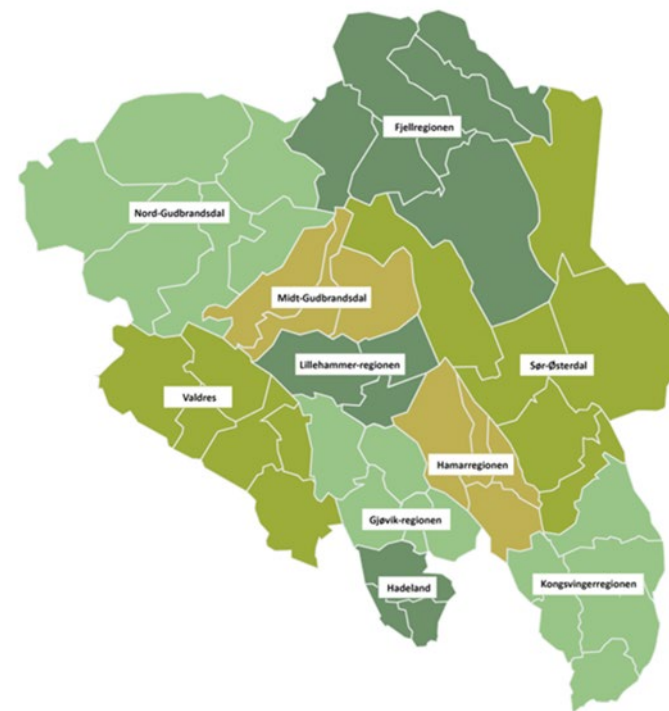 Fjellregionen
Nord-Gudbrandsdal
Midt-Gudbrandsdal
Lillehammer-regionen
Sør-Østerdal
Valdres
Hamarregionen
Gjøvik-regionen
Hadeland
Kongsvingerregionen